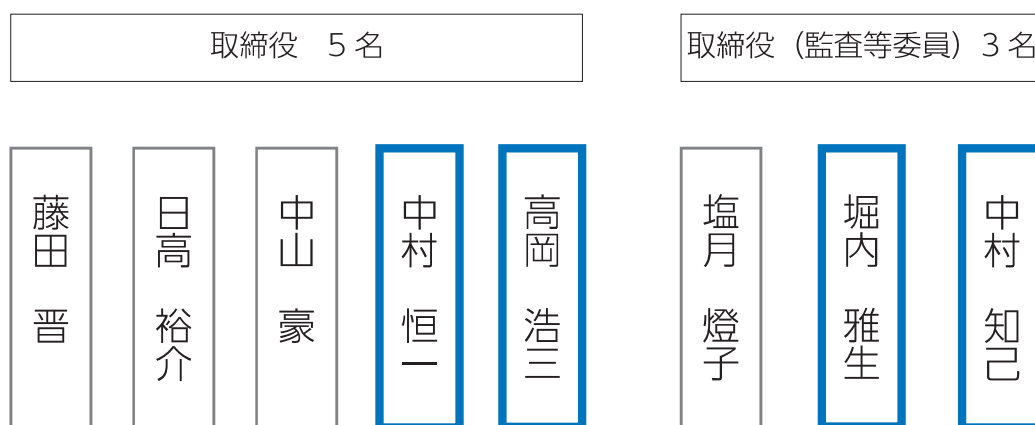 取締役　5名
取締役（監査等委員）3名
藤田　晋
日高　裕介
中山　豪
中村　恒一
高岡　浩三
塩月　燈子
堀内　雅生
中村　知己